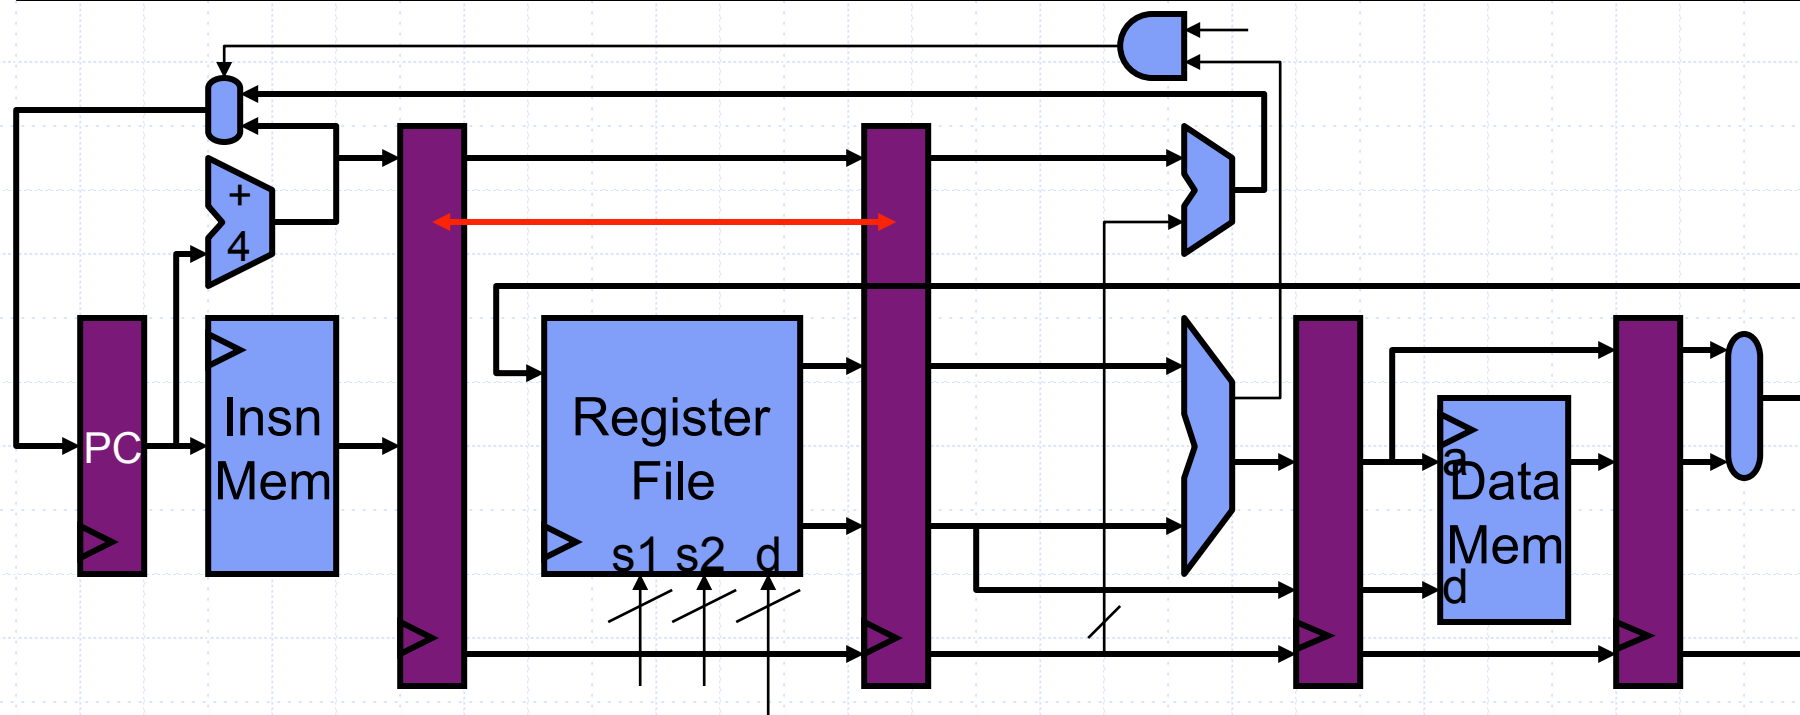 +
4
PC
Insn
Mem
Register
File
s1 s2 d
a
Data
Mem
d